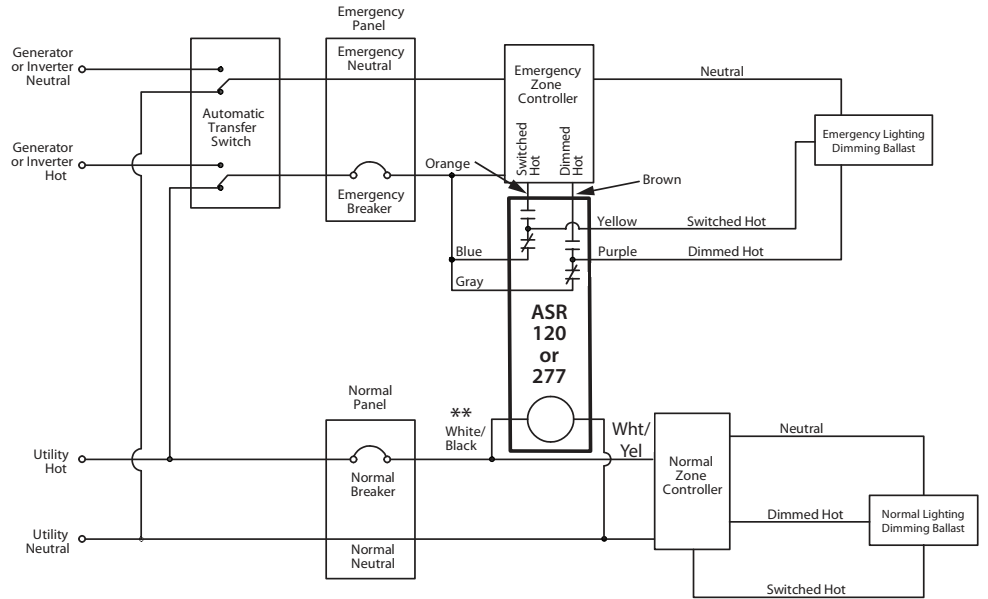 Emergency
Panel
Generator
or Inverter
Neutral
Emergency
Neutral
Emergency
Zone
Controller
Neutral
Automatic
Transfer
Switch
Switched
Hot
Dimmed
Hot
Emergency Lighting
Dimming Ballast
Generator
or Inverter
Hot
Orange
Brown
Emergency
Breaker
Yellow
Switched Hot
Blue
Purple
Dimmed Hot
Gray
ASR
120
or
277
Normal
Panel
**
White/
Black
Wht/
Yel
Neutral
Utility
Hot
Normal
Breaker
Normal
Zone
Controller
Dimmed Hot
Normal Lighting
Dimming Ballast
Utility
Neutral
Normal
Neutral
Switched Hot